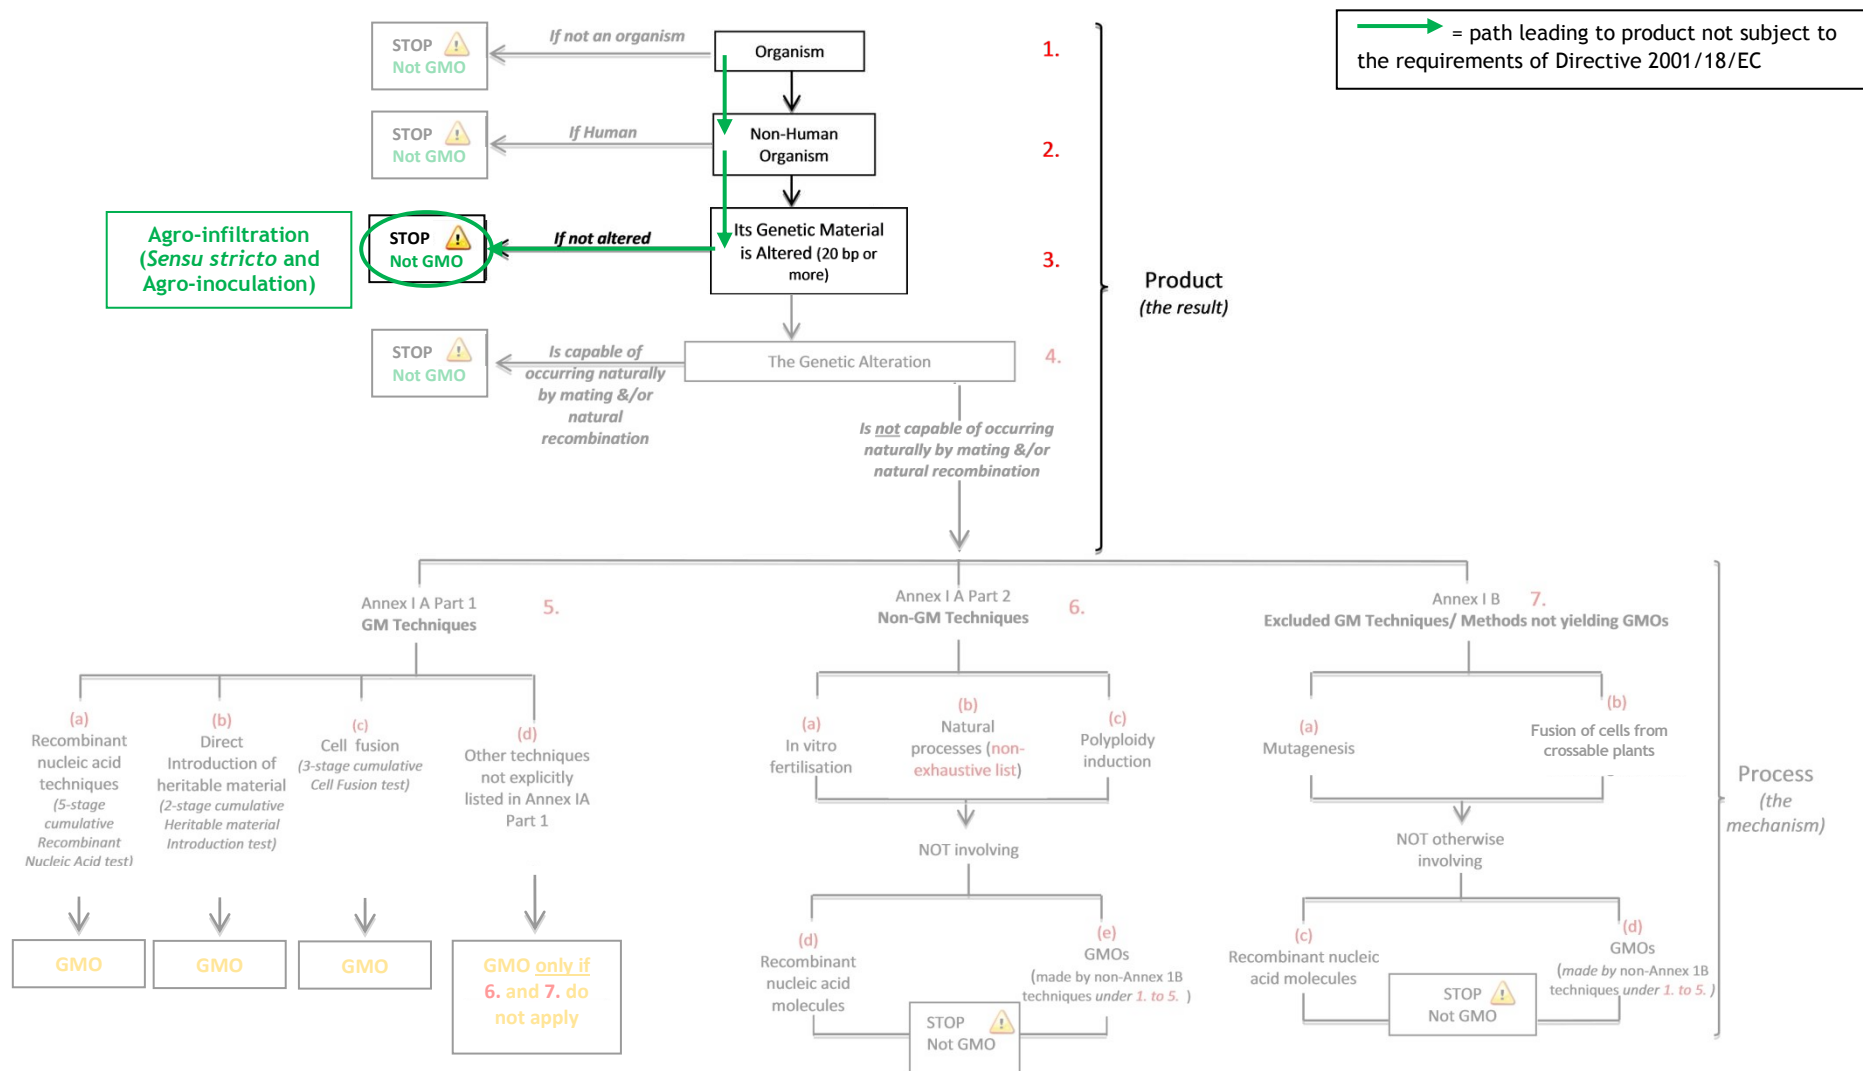 = path leading to product not subject to
the requirements of Directive 2001/18/EC
STOP
Not GMO
If not an organism
Organism
1.
STOP
Not GMO
If Human
Non-Human
Organism
2.
Agro-infiltration
(Sensu stricto and
Agro-inoculation)
STOP
Not GMO
If not altered
Its Genetic Material
is Altered (20 bp or
more)
3.
Product
(the result)
STOP
Not GMO
Is capable of
occurring naturally
by mating &/or
natural
recombination
The Genetic Alteration
4.
Is not capable of occurring
naturally by mating &/or
natural recombination
Annex I A Part 1
GM Techniques
5.
Annex I A Part 2
Non-GM Techniques
6.
Annex I B
7.
Excluded GM Techniques/ Methods not yielding GMOs
(a)
Recombinant
nucleic acid
techniques
(5-stage
cumulative
Recombinant
Nucleic Acid test)
(b)
Direct
Introduction of
heritable material
(2-stage cumulative
Heritable material
Introduction test)
(c)
Cell fusion
(3-stage cumulative
Cell Fusion test)
(d)
Other techniques
not explicitly
listed in Annex IA
Part 1
(a)
In vitro
fertilisation
(b)
Natural
processes (non-
exhaustive list)
(c)
Polyploidy
induction
(a)
Mutagenesis
(b)
Fusion of cells from
crossable plants
Process
(the
mechanism)
NOT involving
NOT otherwise
involving
GMO
GMO
GMO
GMO only if
6. and 7. do
not apply
(d)
Recombinant
nucleic acid
molecules
(e)
GMOs
(made by non-Annex 1B
techniques under 1. to 5. )
STOP
Not GMO
(c)
Recombinant nucleic
acid molecules
(d)
GMOs
(made by non-Annex 1B
techniques under 1. to 5. )
STOP
Not GMO